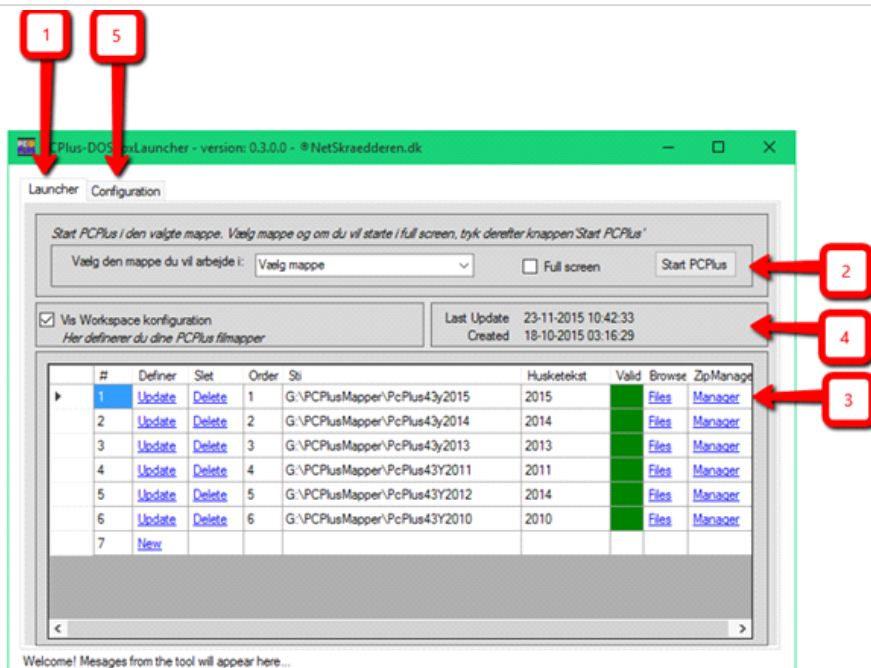 1 5
PCPlus-DOSBoxLauncher - version: 0.3.0.0 - ®NetSkraedderen.dk
Launcher Configuration
Start PCPlus i den valgte mappe. Vælg mappe og om du vil starte i full screen, tryk derefter knappen'Start PCPlus'
Vælg den mappe du vil arbejde i: Vælg mappe Full screen Start PCPlus
2
Vis Workspace konfiguration
Her definerer du dine PCPlus filmapper
Last Update 23-11-2015 10:42:33
Created 18-10-2015 03:16:29
4
# Definer Slet Order Sti Husketekst Valid Browse ZipManage
1 Update Delete 1 G:\PCPlusMapper\PcPlus43y2015 2015 Files Manager
3
2 Update Delete 2 G:\PCPlusMapper\PcPlus43y2014 2014 Files Manager
3 Update Delete 3 G:\PCPlusMapper\PcPlus43y2013 2013 Files Manager
4 Update Delete 4 G:\PCPlusMapper\PCPlus43Y2011 2011 Files Manager
5 Update Delete 5 G:\PCPlusMapper\PCPlus43Y2012 2014 Files Manager
6 Update Delete 6 G:\PCPlusMapper\PCPlus43Y2010 2010 Files Manager
7 New
Welcome! Mesages from the tool will appear here...